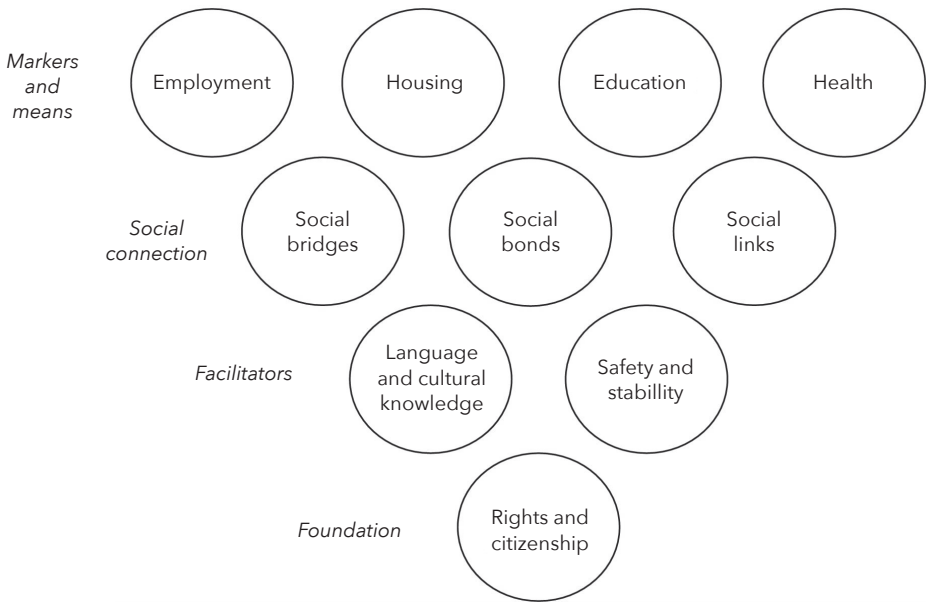 Markers
and
means
Employment
Housing
Education
Health
Social
connection
Social
bridges
Social
bonds
Social
links
Facilitators
Language
and cultural
knowledge
Safety and
stabillity
Foundation
Rights and
citizenship